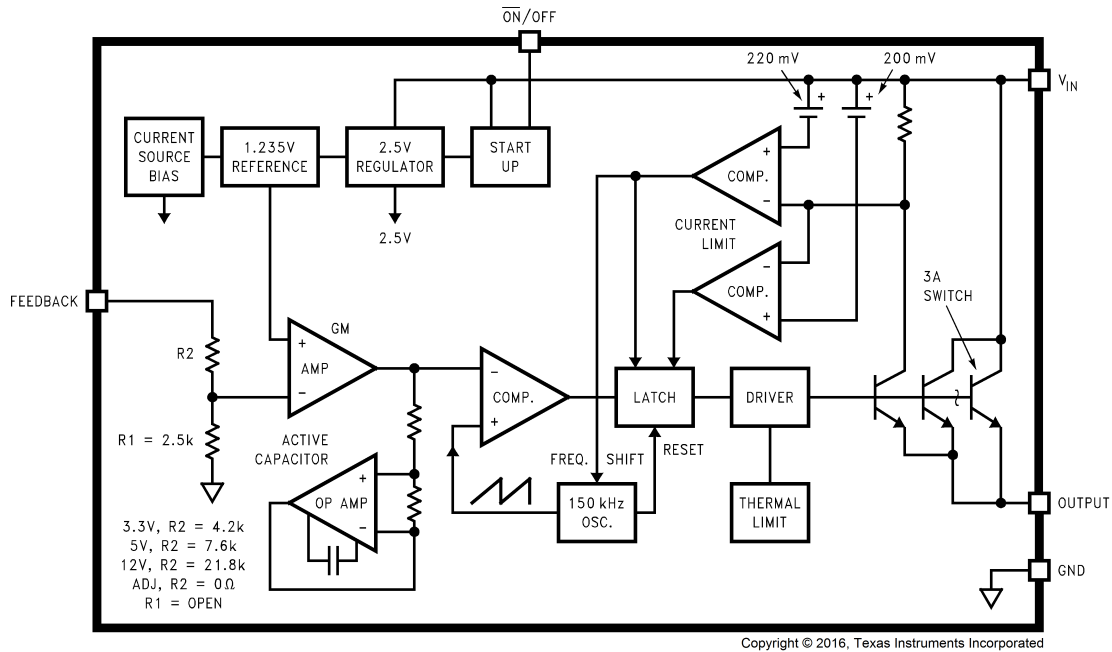 ON/OFF
220 mV
200 mV
VIN
+
+
CURRENT
SOURCE
BIAS
1.235V
REFERENCE
2.5V
REGULATOR
START
UP
+
COMP.
−
2.5V
CURRENT
LIMIT
−
COMP.
+
3A
SWITCH
FEEDBACK
GM
R2
+
AMP
−
−
COMP.
+
LATCH
DRIVER
R1 = 2.5k
ACTIVE
CAPACITOR
FREQ. SHIFT
RESET
+
OP AMP
−
150 kHz
OSC.
THERMAL
LIMIT
OUTPUT
3.3V, R2 = 4.2k
5V, R2 = 7.6k
12V, R2 = 21.8k
ADJ, R2 = 0Ω
R1 = OPEN
GND
Copyright © 2016, Texas Instruments Incorporated